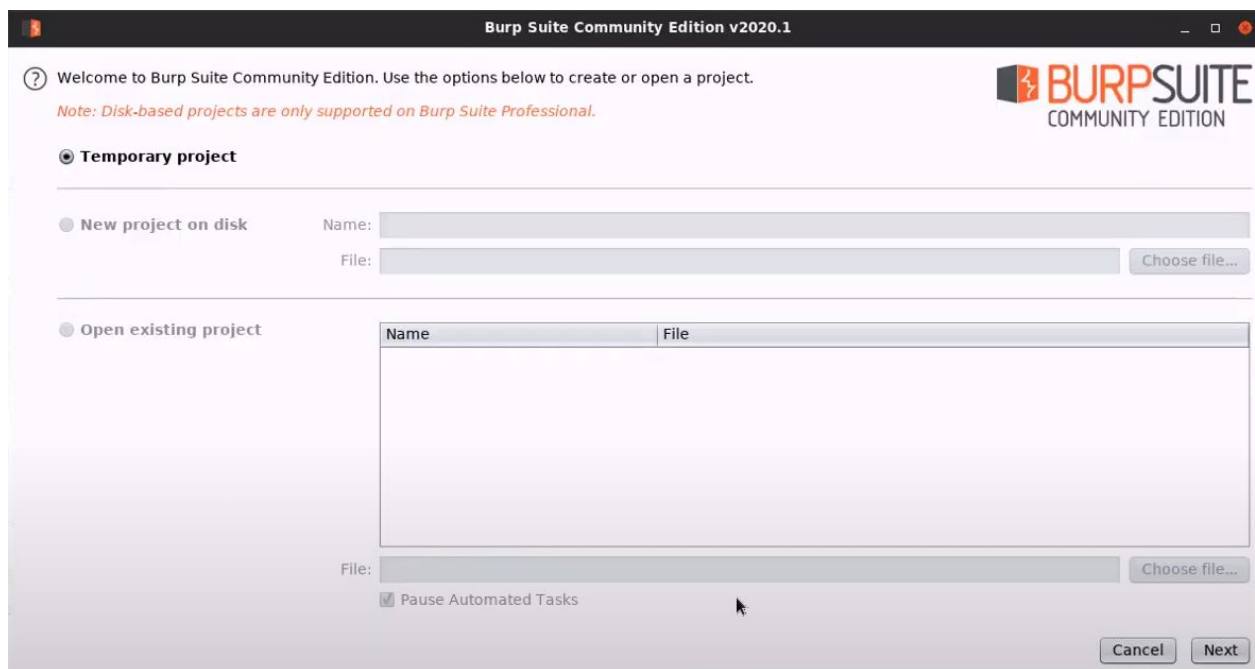 Burp Suite Community Edition v2020.1
Welcome to Burp Suite Community Edition. Use the options below to create or open a project.
Note: Disk-based projects are only supported on Burp Suite Professional.
BURPSUITE
COMMUNITY EDITION
Temporary project
New project on disk Name:
File: Choose file...
Open existing project
Name File
File: Choose file...
Pause Automated Tasks
Cancel Next